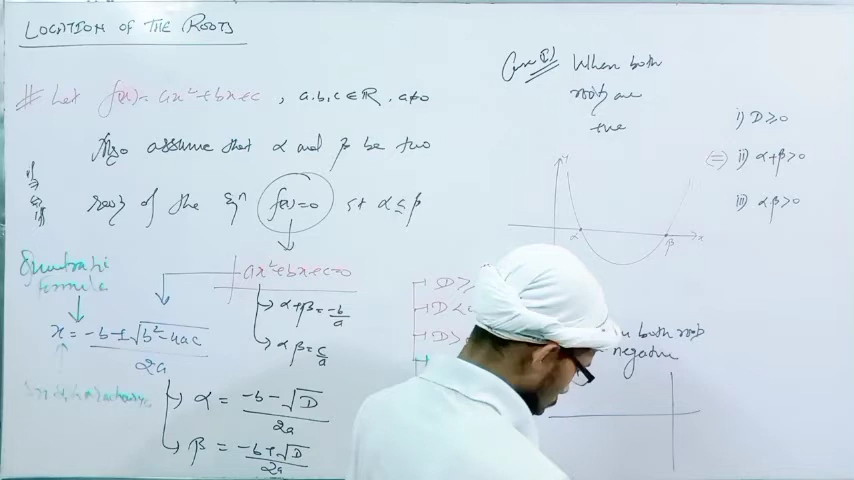 LOCATION OF THE ROOTS
# Let f(x)= ax²+bx+c , a,b,c ∈ R, a≠0
Also assume that α and β be two
roots of the Eqn f(x)=0 st α ≤ β
ax²+bx+c=0
α+β = -b/a
αβ = c/a
Quadratic
formula
x = -b±√b²-4ac / 2a
α = -b-√D / 2a
β = -b+√D / 2a
D≥
D<
D>
Case When both
roots are
+ve
y
α
β
x
i) D≥0
⇔ ii) α+β>0
iii) αβ>0
both roots
negative